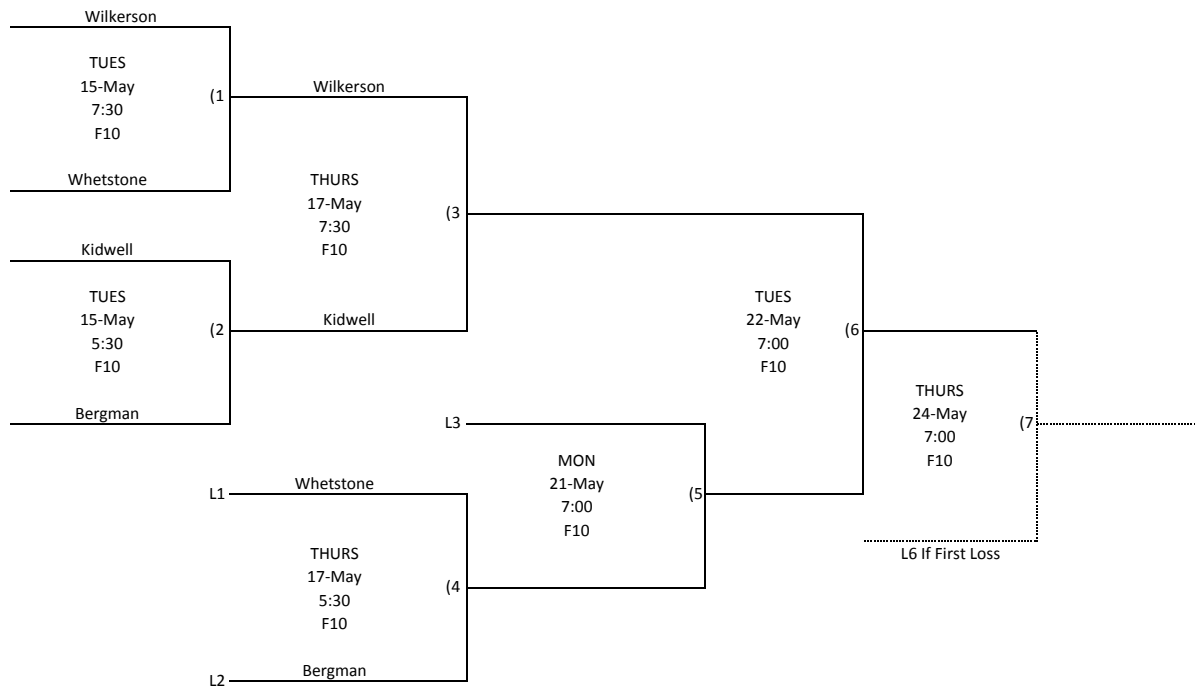 Wilkerson
TUES
15-May
7:30
F10
(1
Whetstone
Wilkerson
THURS
17-May
7:30
F10
(3
Kidwell
TUES
15-May
5:30
F10
(2
Bergman
Kidwell
TUES
22-May
7:00
F10
(6
L3
MON
21-May
7:00
F10
(5
THURS
24-May
7:00
F10
(7
L6 If First Loss
L1
Whetstone
THURS
17-May
5:30
F10
(4
L2
Bergman